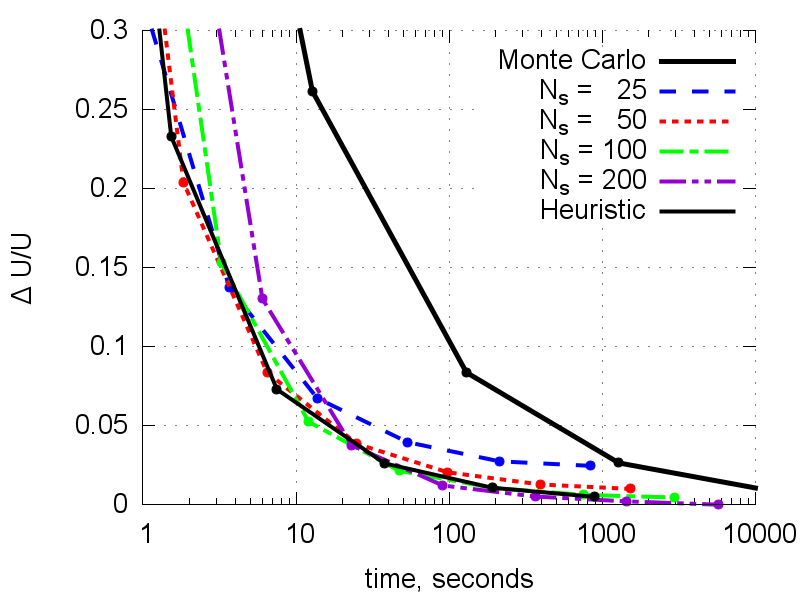 0.3
0.25
0.2
0.15
0.1
0.05
0
Δ U/U
Monte Carlo
Ns = 25
Ns = 50
Ns = 100
Ns = 200
Heuristic
1 10 100 1000 10000
time, seconds